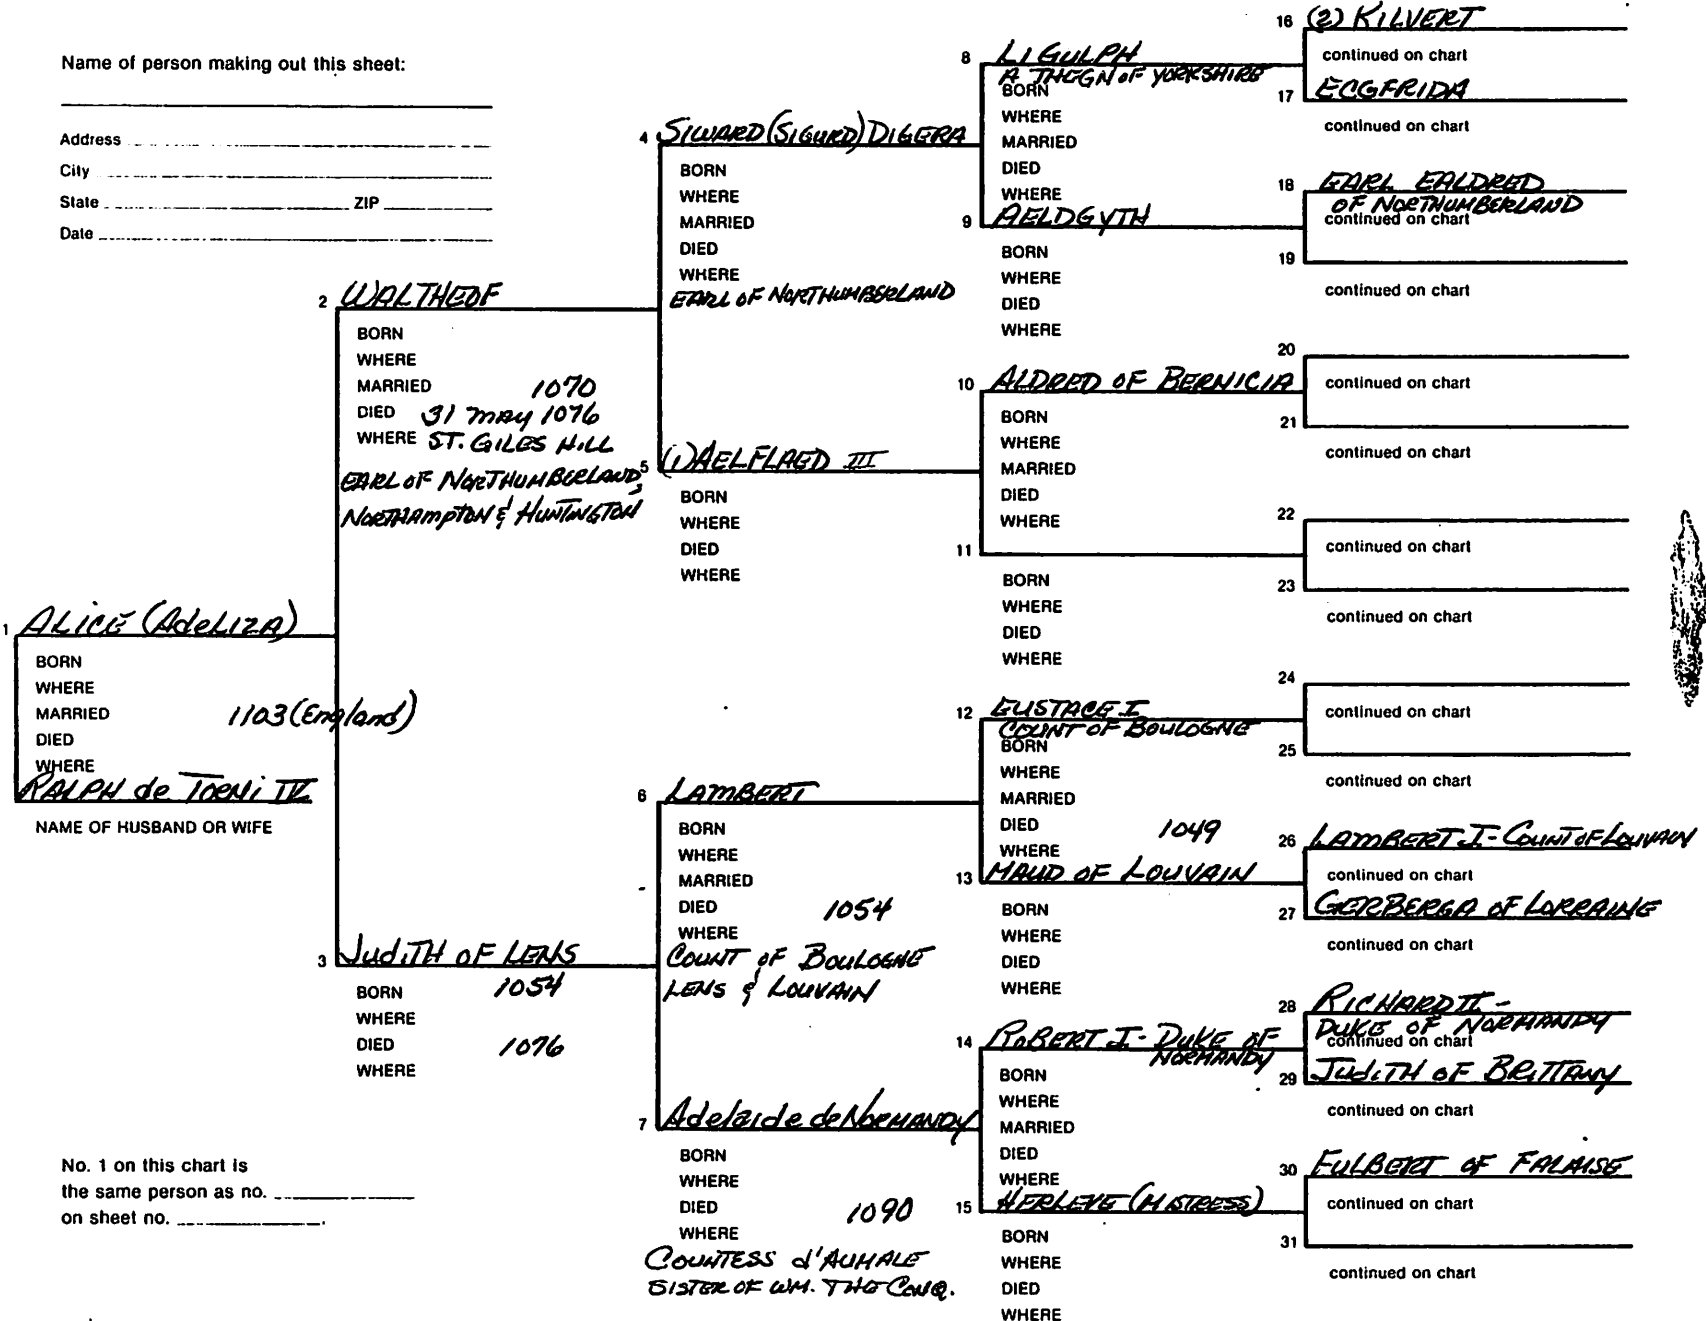 Name of person making out this sheet:
Address
City
State ZIP
Date
1 ALICE (AdeLIZA)
BORN
WHERE
MARRIED 1103 (England)
DIED
WHERE
RALPH de TOENI IV
NAME OF HUSBAND OR WIFE
2 WALTHEOF
BORN
WHERE
MARRIED 1070
DIED 31 MAY 1076
WHERE ST. GILES HILL
EARL OF NORTHUMBERLAND,
NORTHAMPTON & HUNTINGTON
3 JUDITH OF LENS
BORN 1054
WHERE
DIED 1076
WHERE
4 SIWARD (SIGURD) DIGERA
BORN
WHERE
MARRIED
DIED
WHERE
EARL OF NORTHUMBERLAND
5 (1) AELFLAED III
BORN
WHERE
DIED
WHERE
6 LAMBERT
BORN
WHERE
MARRIED
DIED 1054
WHERE
COUNT OF BOULOGNE
LENS & LOUVAIN
7 Adelaide de NORMANDY
BORN
WHERE
DIED 1090
WHERE
COUNTESS d'AUMALE
SISTER OF WM. THE CONQ.
8 LIGULPH
A THEGN OF YORKSHIRE
BORN
WHERE
MARRIED
DIED
WHERE
9 AELDGYTH
BORN
WHERE
DIED
WHERE
10 ALDRED OF BERNICIA
BORN
WHERE
MARRIED
DIED
WHERE
11
BORN
WHERE
DIED
WHERE
12 EUSTACE I
COUNT OF BOULOGNE
BORN
WHERE
MARRIED
DIED 1049
WHERE
13 MAUD OF LOUVAIN
BORN
WHERE
DIED
WHERE
14 ROBERT I - DUKE OF
NORMANDY
BORN
WHERE
MARRIED
DIED
WHERE
15 HERLEVE (MISTRESS)
BORN
WHERE
DIED
WHERE
16 (2) KILVERT
continued on chart
17 ECGFRIDA
continued on chart
18 EARL EALDRED
OF NORTHUMBERLAND
continued on chart
19
continued on chart
20
continued on chart
21
continued on chart
22
continued on chart
23
continued on chart
24
continued on chart
25
continued on chart
26 LAMBERT I - COUNT OF LOUVAIN
continued on chart
27 GERBERGA OF LORRAINE
continued on chart
28 RICHARD II -
DUKE OF NORMANDY
continued on chart
29 JUDITH OF BRITTANY
continued on chart
30 FULBERT OF FALAISE
continued on chart
31
continued on chart
No. 1 on this chart is
the same person as no.
on sheet no. .